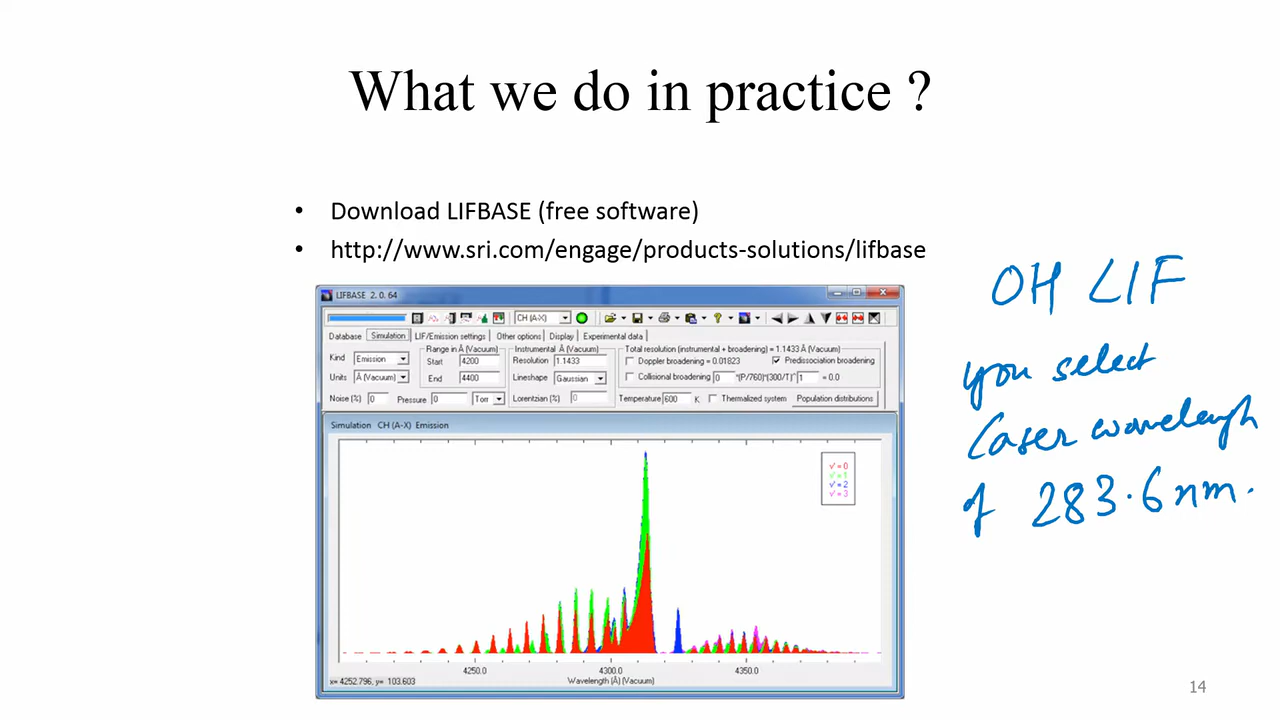 What we do in practice ?
• Download LIFBASE (free software)
• http://www.sri.com/engage/products-solutions/lifbase
OH LIF
you select
Laser wavelength
of 283.6 nm.
LIFBASE 2. 0. 64
CH (A-X)
Database Simulation LIF/Emission settings Other options Display Experimental data
Kind Emission
Units Å (Vacuum)
Noise (%) 0 Pressure 0 Torr
Range in Å (Vacuum)
Start 4200
End 4400
Instrumental Å (Vacuum)
Resolution 1.1433
Lineshape Gaussian
Lorentzian (%) 0
Total resolution (instrumental + broadening) = 1.1433 Å (Vacuum)
Doppler broadening = 0.01823 Predissociation broadening
Collisional broadening 0 *(P/760)*(300/T)^ 1 = 0.0
Temperature 600 K Thermalized system Population distributions
Simulation CH (A-X) Emission
v'= 0
v'= 1
v'= 2
v'= 3
4250.0 4300.0 4350.0
Wavelength (Å) (Vacuum)
x= 4252.796, y= 103.603
14